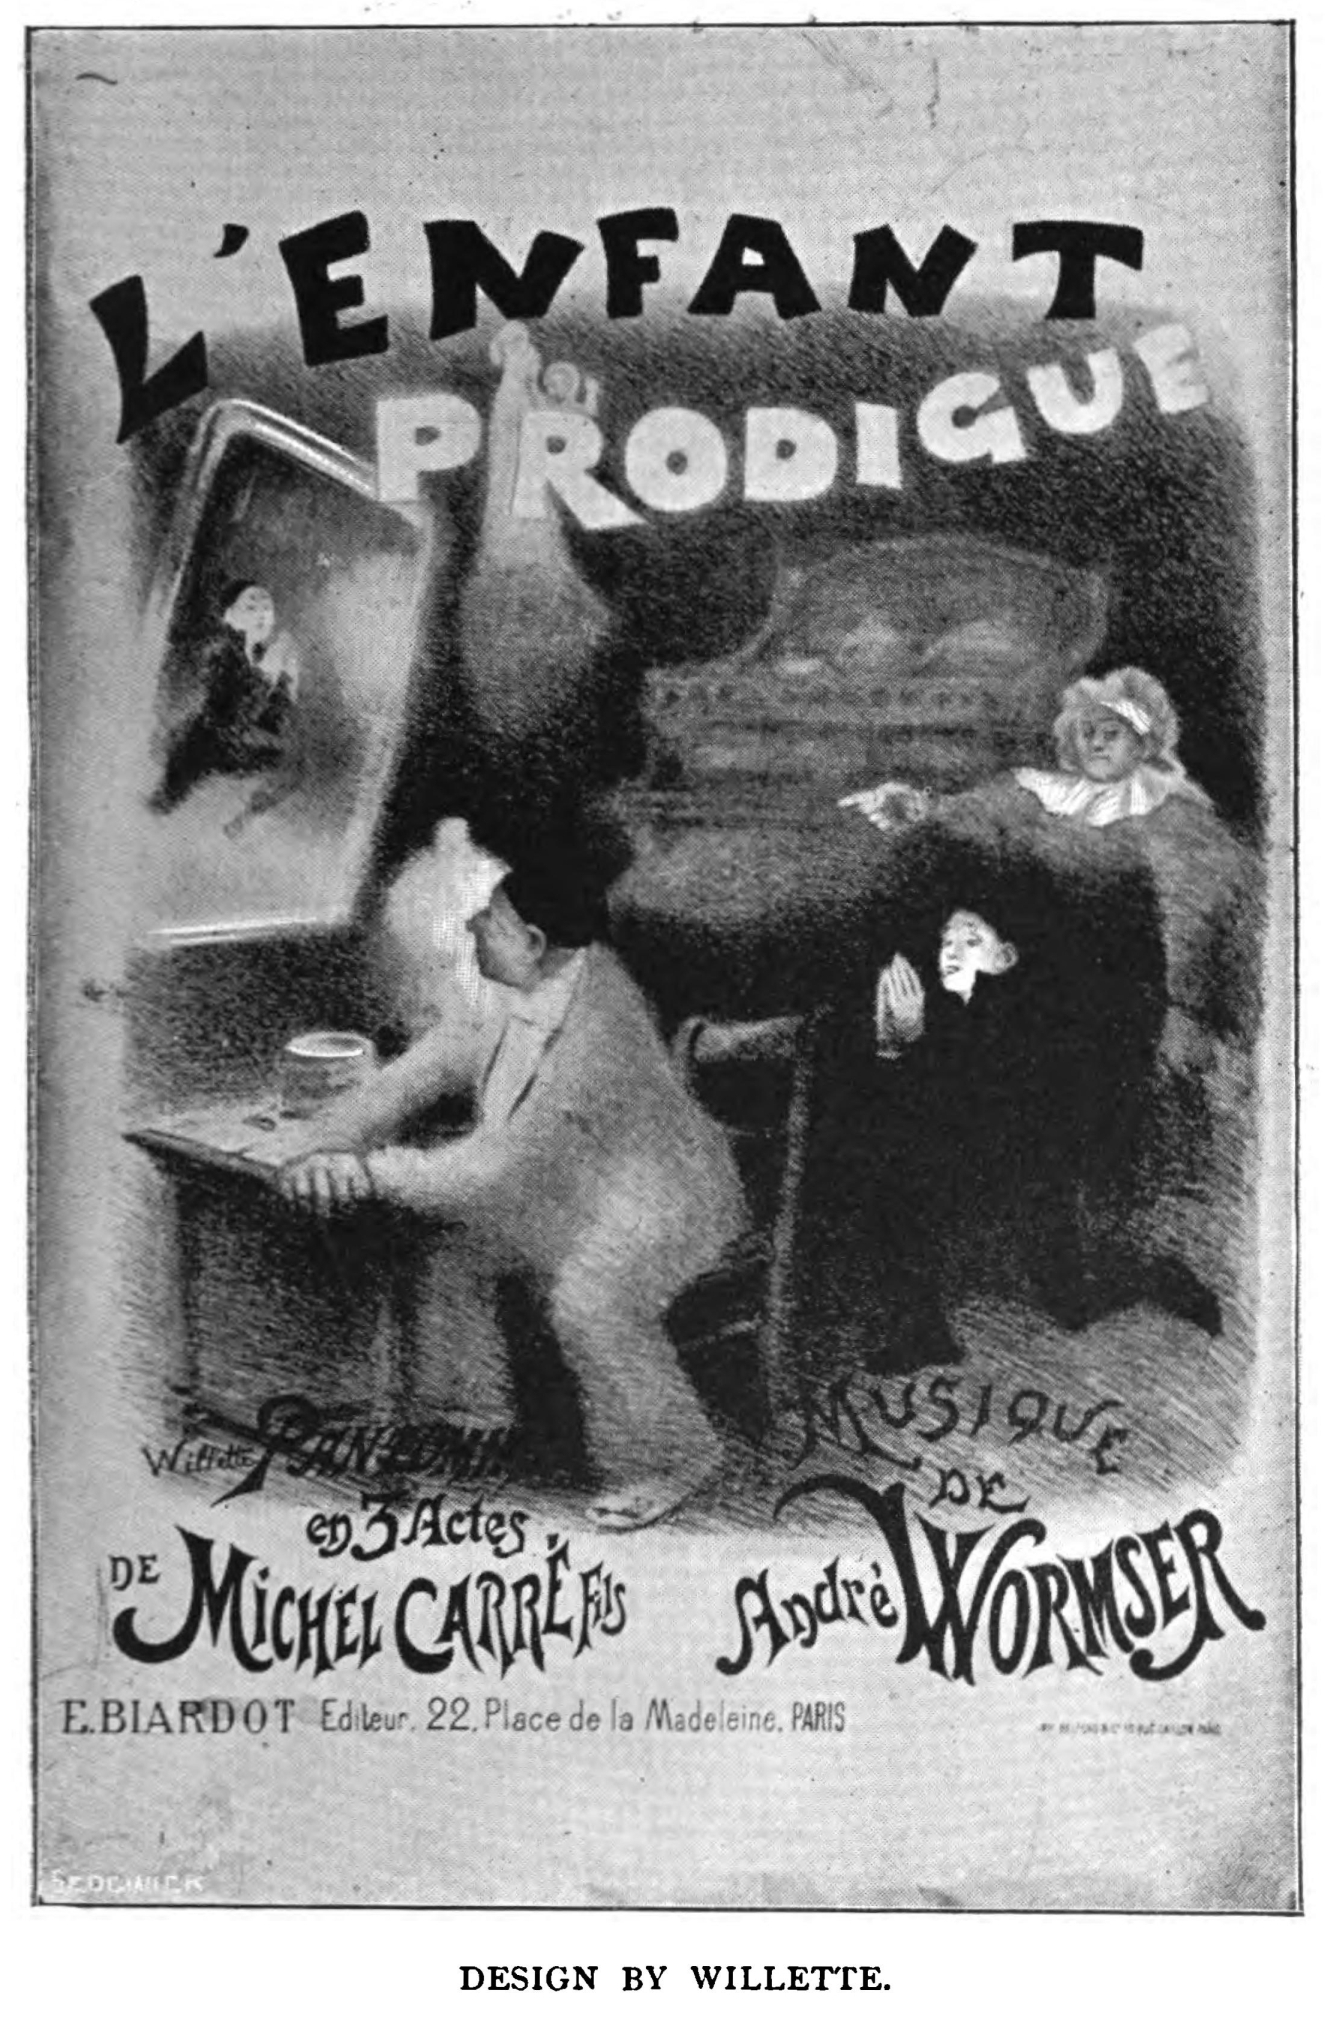 L'ENFANT
PRODIGUE
Willette
PANTOMIME
en 3 Actes
DE MICHEL CARRÉ Fils
MUSIQUE
DE
André WORMSER
E. BIARDOT Editeur. 22, Place de la Madeleine. PARIS
SEDGWICK
DESIGN BY WILLETTE.